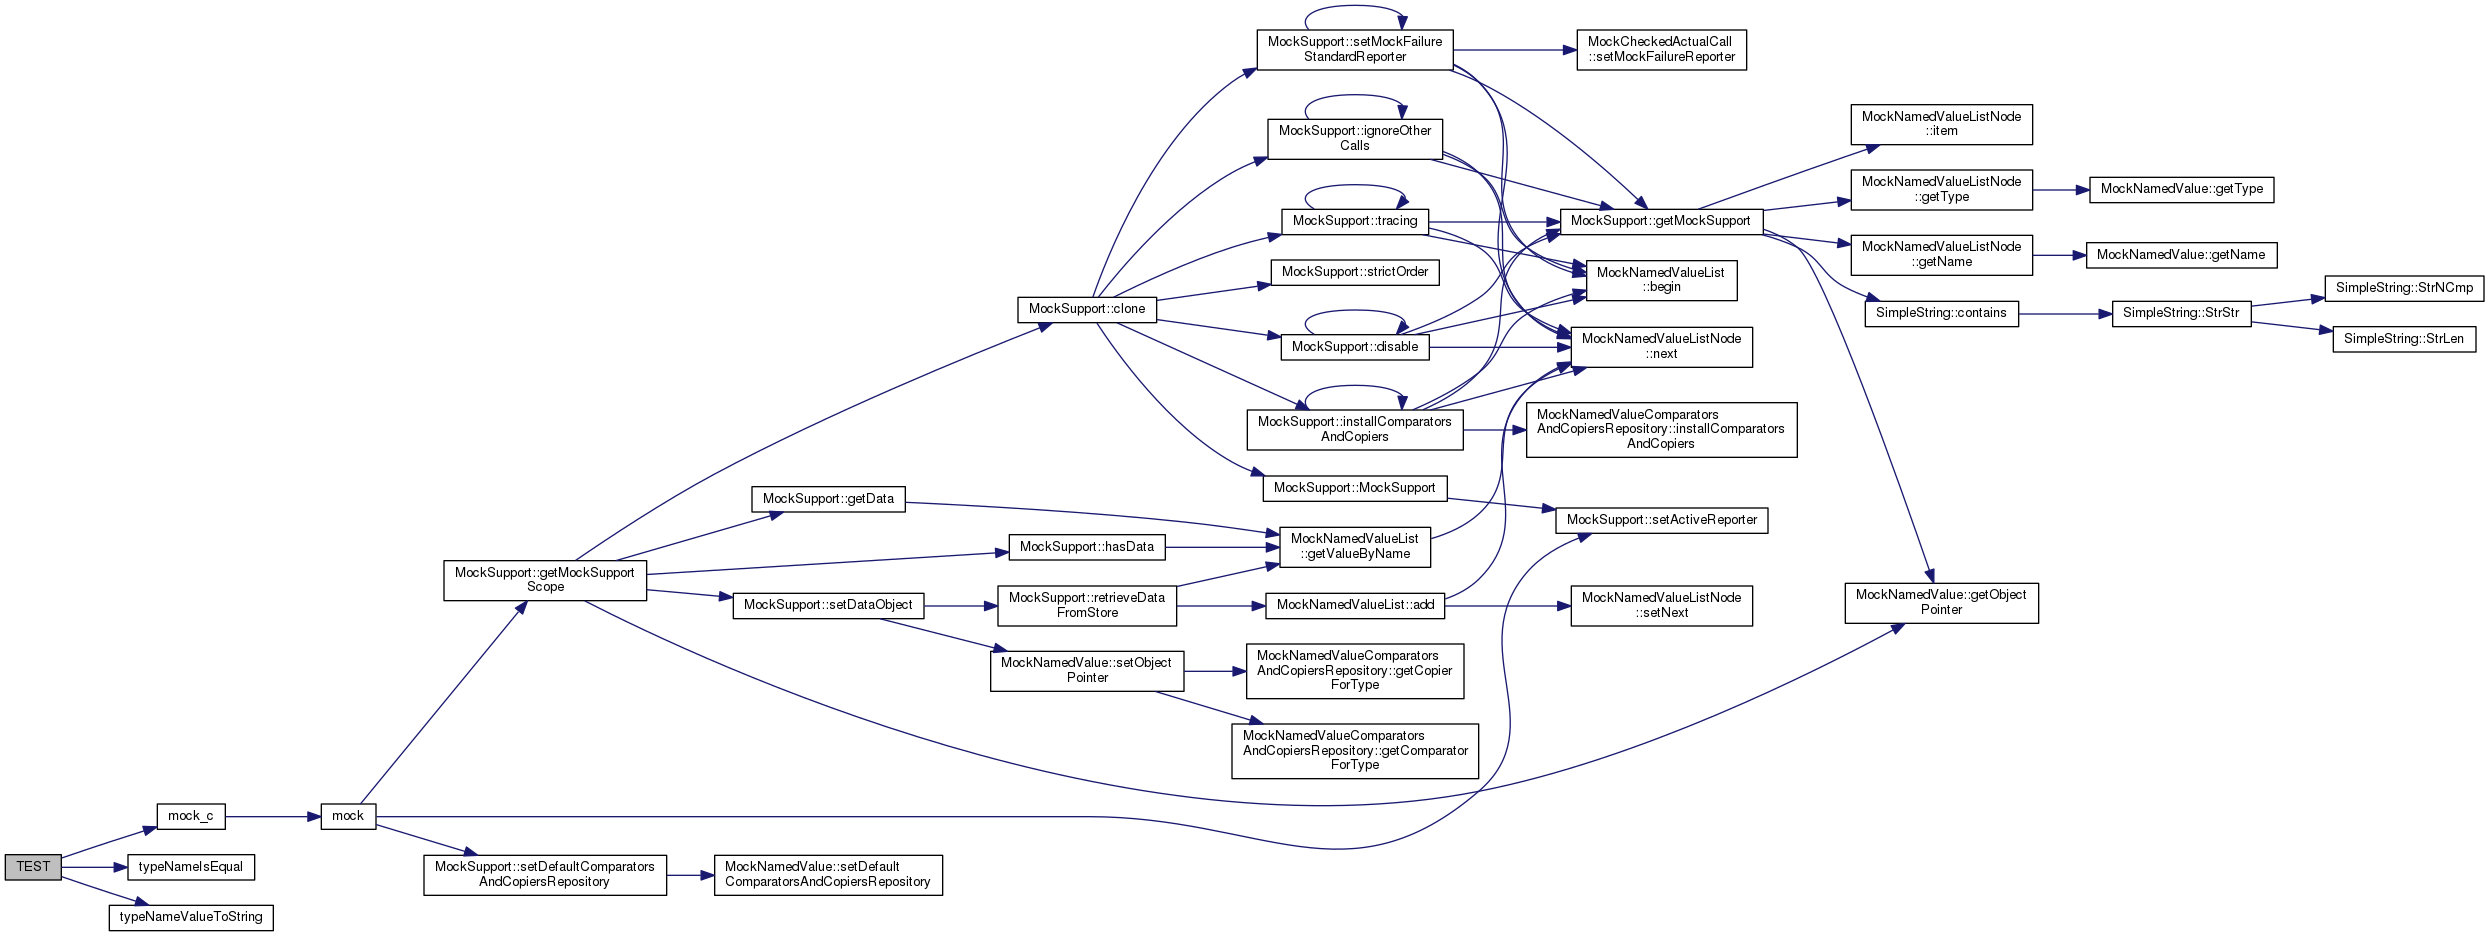 MockSupport::setMockFailure
StandardReporter
MockCheckedActualCall
::setMockFailureReporter
MockSupport::ignoreOther
Calls
MockNamedValueListNode
::item
MockSupport::tracing
MockSupport::getMockSupport
MockNamedValueListNode
::getType
MockNamedValue::getType
MockNamedValueListNode
::getName
MockNamedValue::getName
MockSupport::strictOrder
MockNamedValueList
::begin
MockSupport::clone
SimpleString::contains
SimpleString::StrStr
SimpleString::StrNCmp
SimpleString::StrLen
MockSupport::disable
MockNamedValueListNode
::next
MockSupport::installComparators
AndCopiers
MockNamedValueComparators
AndCopiersRepository::installComparators
AndCopiers
MockSupport::MockSupport
MockSupport::getData
MockSupport::setActiveReporter
MockSupport::hasData
MockNamedValueList
::getValueByName
MockSupport::getMockSupport
Scope
MockSupport::setDataObject
MockSupport::retrieveData
FromStore
MockNamedValueList::add
MockNamedValueListNode
::setNext
MockNamedValue::getObject
Pointer
MockNamedValue::setObject
Pointer
MockNamedValueComparators
AndCopiersRepository::getCopier
ForType
MockNamedValueComparators
AndCopiersRepository::getComparator
ForType
mock_c
mock
TEST
typeNameIsEqual
MockSupport::setDefaultComparators
AndCopiersRepository
MockNamedValue::setDefault
ComparatorsAndCopiersRepository
typeNameValueToString